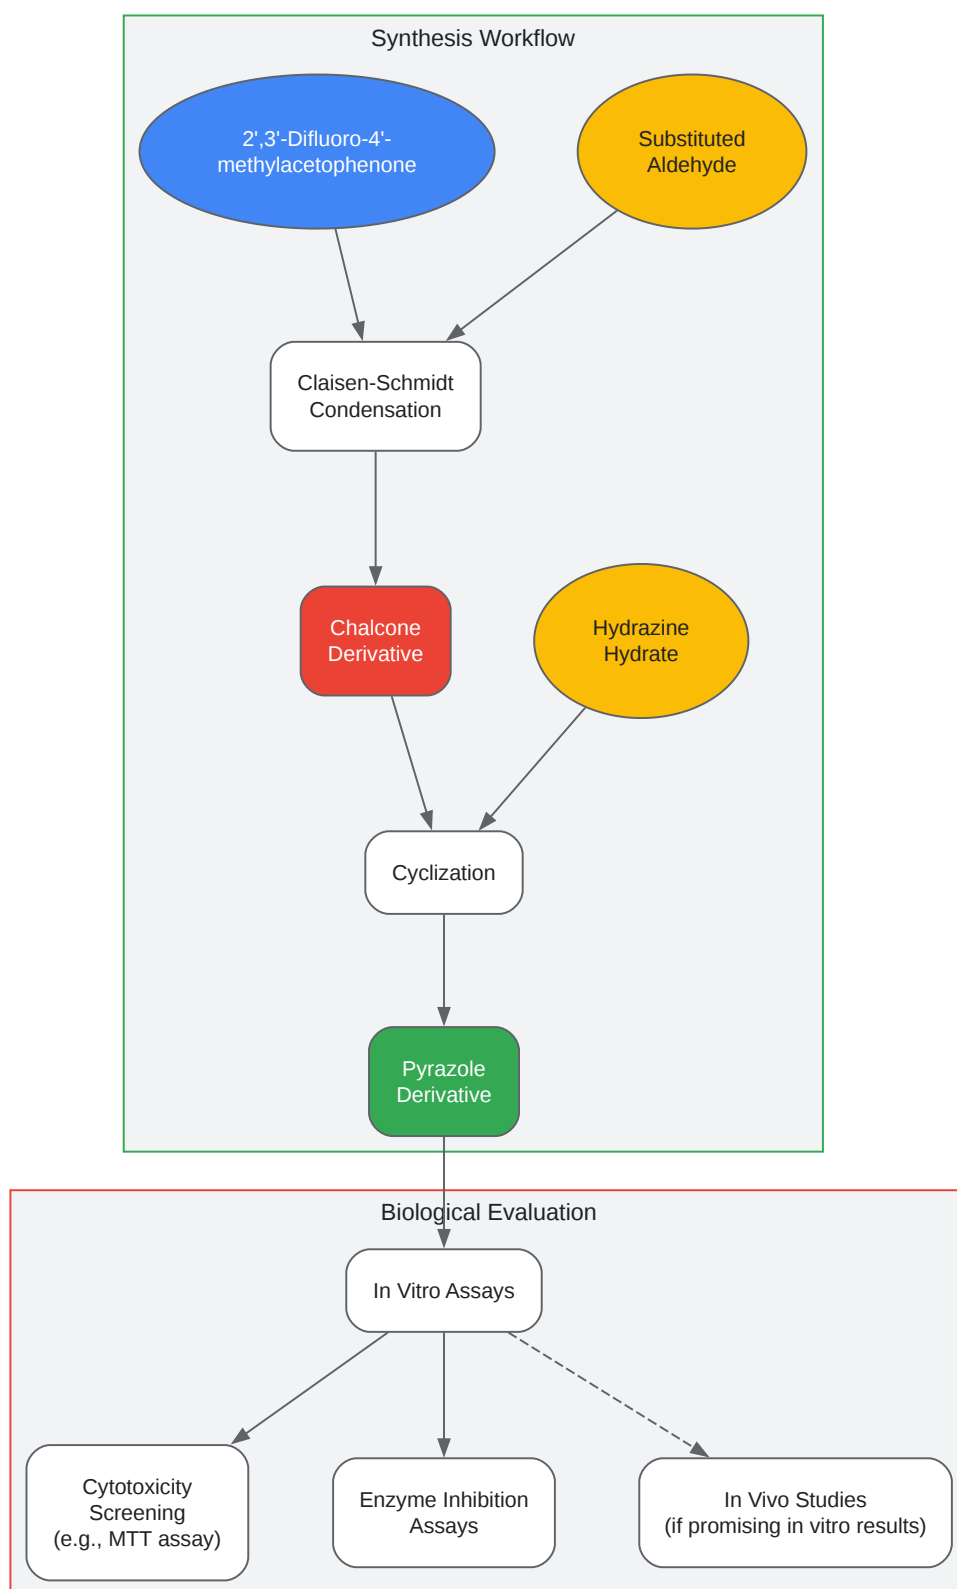 Synthesis Workflow
2',3'-Difluoro-4'-
methylacetophenone
Substituted
Aldehyde
Claisen-Schmidt
Condensation
Chalcone
Derivative
Hydrazine
Hydrate
Cyclization
Pyrazole
Derivative
Biological Evaluation
In Vitro Assays
Cytotoxicity
Screening
(e.g., MTT assay)
Enzyme Inhibition
Assays
In Vivo Studies
(if promising in vitro results)